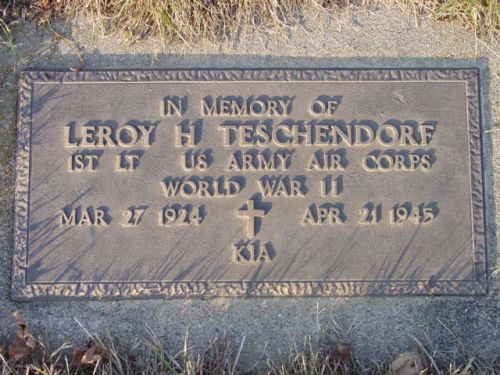 IN MEMORY OF
LEROY H TESCHENDORF
1ST LT US ARMY AIR CORPS
WORLD WAR II
MAR 27 1924 APR 21 1945
KIA